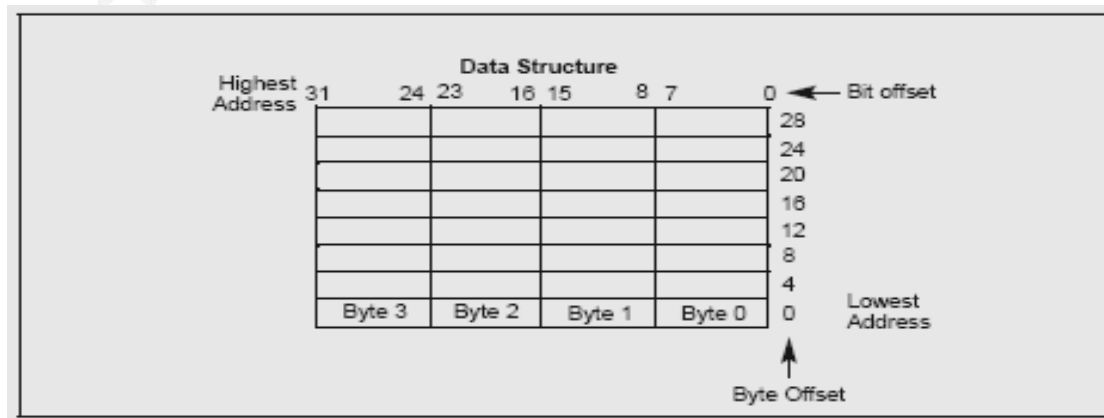 Data Structure
Highest Address
31 24 23 16 15 8 7 0 Bit offset
28
24
20
16
12
8
4
Byte 3 Byte 2 Byte 1 Byte 0 0 Lowest Address
Byte Offset